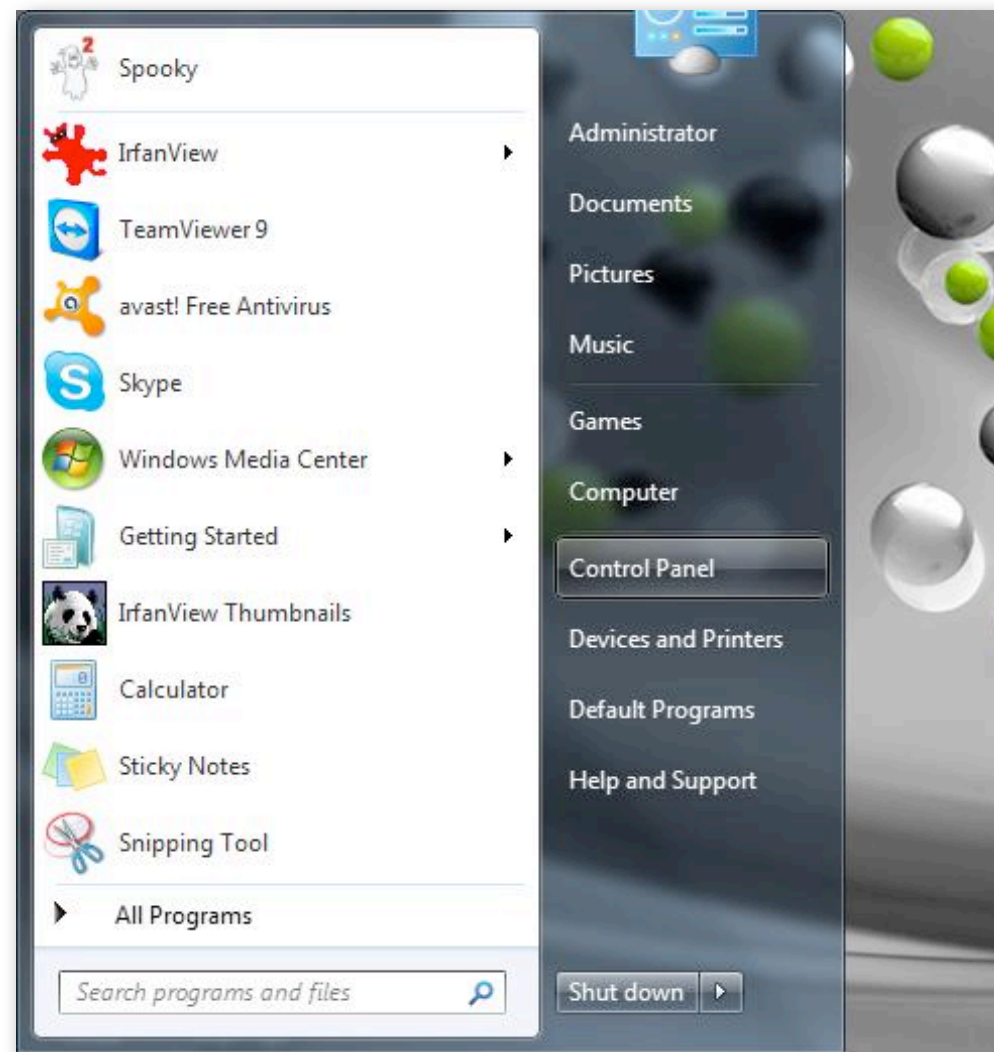 2
Spooky
IrfanView
TeamViewer 9
avast! Free Antivirus
Skype
Windows Media Center
Getting Started
IrfanView Thumbnails
Calculator
Sticky Notes
Snipping Tool
All Programs
Search programs and files
Administrator
Documents
Pictures
Music
Games
Computer
Control Panel
Devices and Printers
Default Programs
Help and Support
Shut down